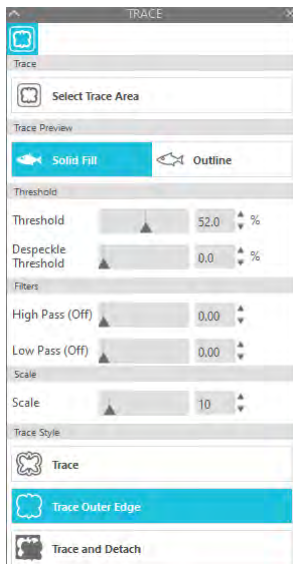 TRACE
Trace
Select Trace Area
Trace Preview
Solid Fill Outline
Threshold
Threshold 52.0 %
Despeckle
Threshold 0.0 %
Filters
High Pass (Off) 0.00
Low Pass (Off) 0.00
Scale
Scale 10
Trace Style
Trace
Trace Outer Edge
Trace and Detach